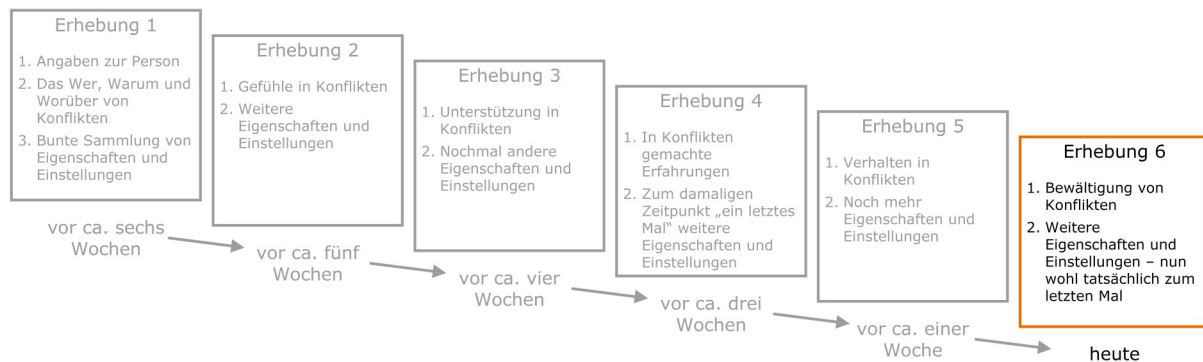 Erhebung 1
1. Angaben zur Person
2. Das Wer, Warum und
Worüber von
Konflikten
3. Bunte Sammlung von
Eigenschaften und
Einstellungen
vor ca. sechs
Wochen
Erhebung 2
1. Gefühle in Konflikten
2. Weitere
Eigenschaften und
Einstellungen
vor ca. fünf
Wochen
Erhebung 3
1. Unterstützung in
Konflikten
2. Nochmal andere
Eigenschaften und
Einstellungen
vor ca. vier
Wochen
Erhebung 4
1. In Konflikten
gemachte
Erfahrungen
2. Zum damaligen
Zeitpunkt „ein letztes
Mal“ weitere
Eigenschaften und
Einstellungen
vor ca. drei
Wochen
Erhebung 5
1. Verhalten in
Konflikten
2. Noch mehr
Eigenschaften und
Einstellungen
vor ca. einer
Woche
Erhebung 6
1. Bewältigung von
Konflikten
2. Weitere
Eigenschaften und
Einstellungen – nun
wohl tatsächlich zum
letzten Mal
heute